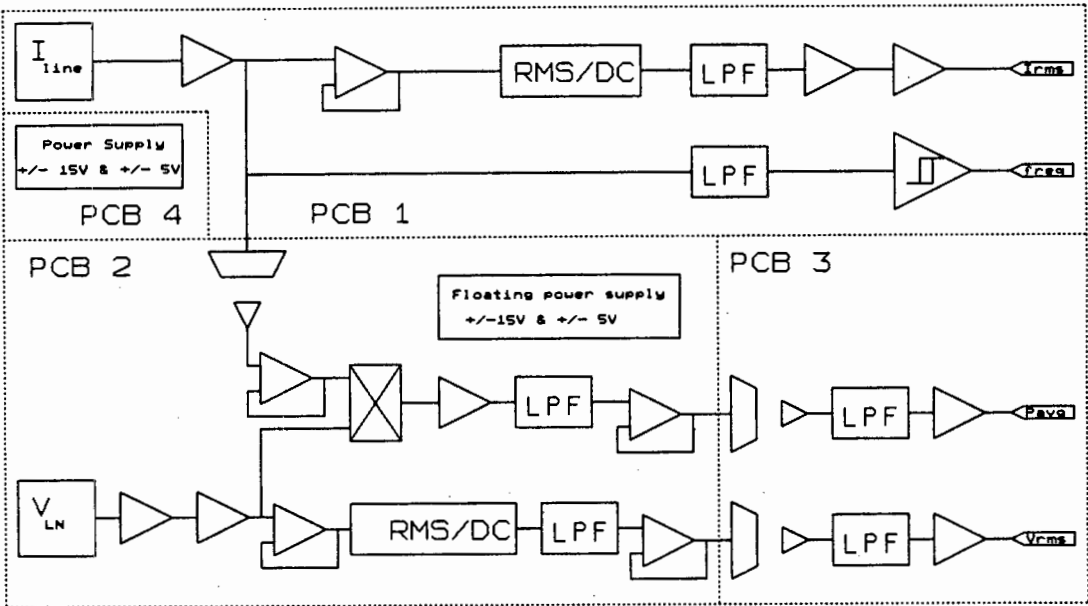 I line
RMS/DC
LPF
Irms
Power Supply
+/- 15V & +/- 5V
LPF
freq
PCB 4
PCB 1
PCB 2
PCB 3
Floating power supply
+/-15V & +/- 5V
LPF
LPF
Pavg
V LN
RMS/DC
LPF
LPF
Vrms